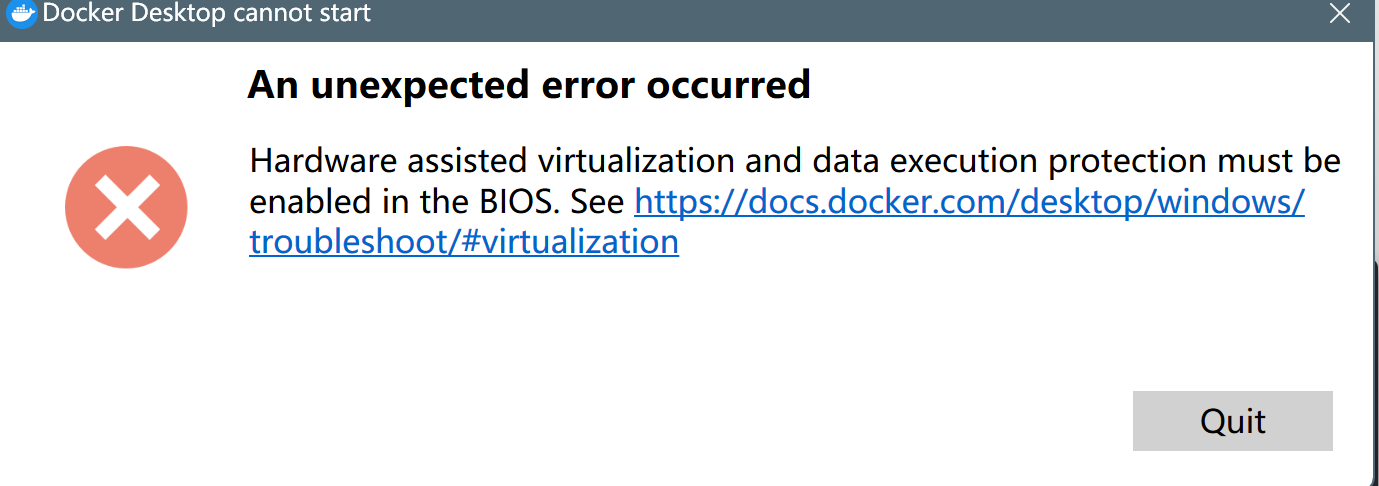 Docker Desktop cannot start
An unexpected error occurred
Hardware assisted virtualization and data execution protection must be
enabled in the BIOS. See https://docs.docker.com/desktop/windows/
troubleshoot/#virtualization
Quit